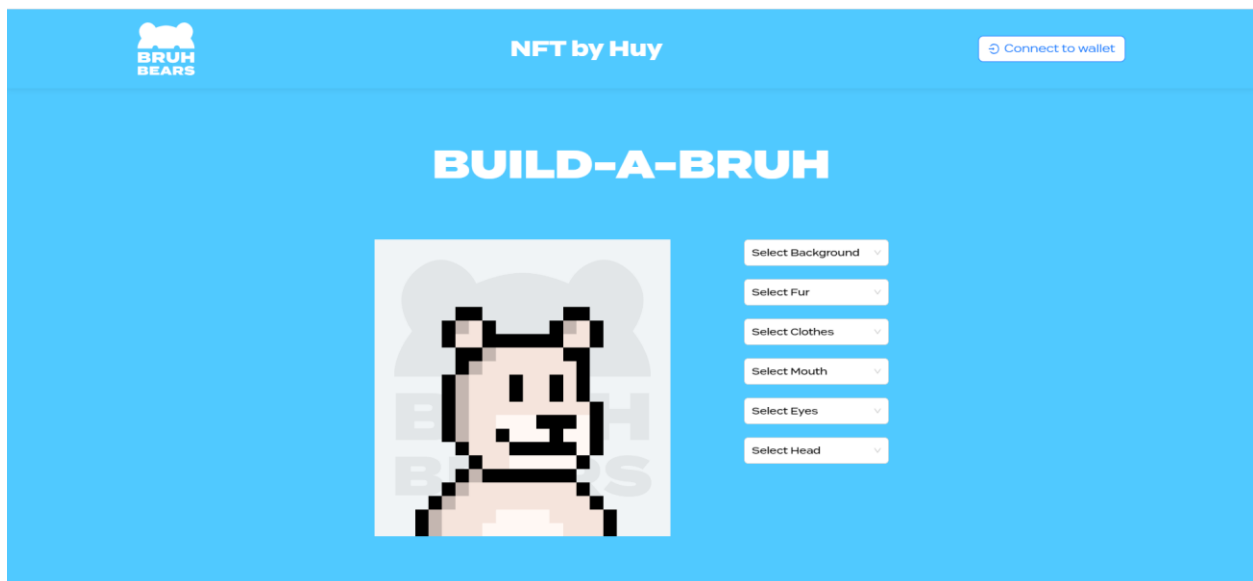 BRUH
BEARS
NFT by Huy
Connect to wallet
BUILD-A-BRUH
Select Background
Select Fur
Select Clothes
Select Mouth
Select Eyes
Select Head
BRUH
BEARS